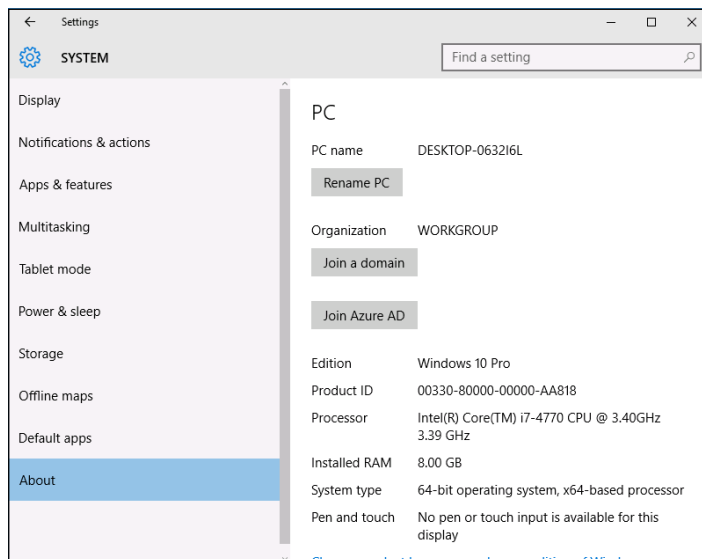 Settings
SYSTEM
Find a setting
Display
Notifications & actions
Apps & features
Multitasking
Tablet mode
Power & sleep
Storage
Offline maps
Default apps
About
PC
PC name DESKTOP-0632I6L
Rename PC
Organization WORKGROUP
Join a domain
Join Azure AD
Edition Windows 10 Pro
Product ID 00330-80000-00000-AA818
Processor Intel(R) Core(TM) i7-4770 CPU @ 3.40GHz
3.39 GHz
Installed RAM 8.00 GB
System type 64-bit operating system, x64-based processor
Pen and touch No pen or touch input is available for this
display